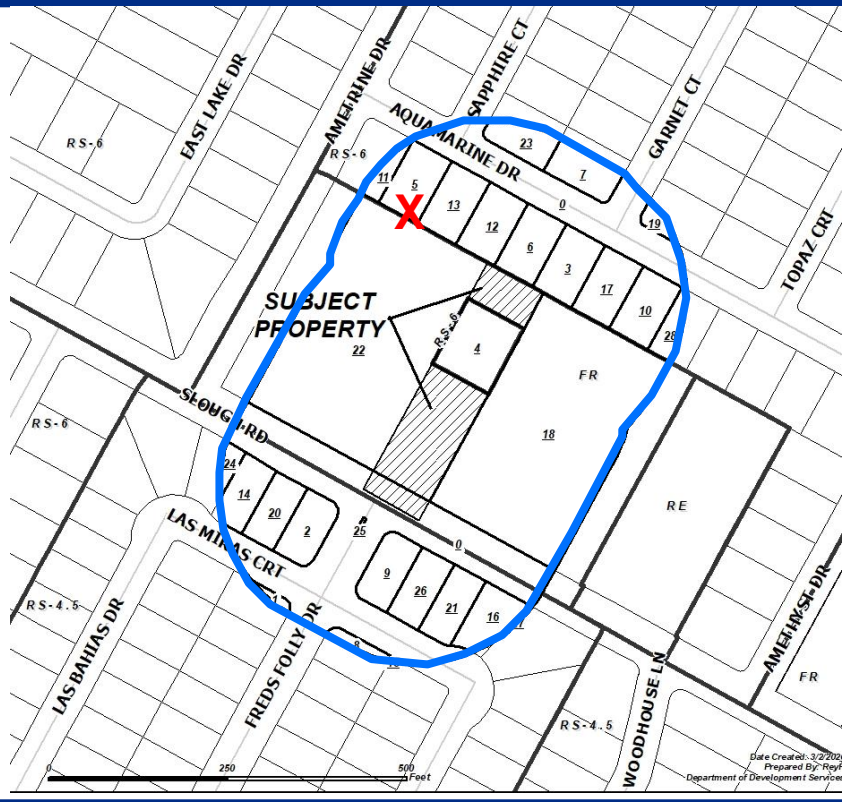 EAST LAKE DR
AMETRINE DR
SAPPHIRE CT
GARNET CT
TOPAZ CRT
AQUAMARINE DR
RS-6
RS-6
23
7
0
19
11
5
X
13
12
6
3
17
10
28
SUBJECT
PROPERTY
RS-6
4
22
FR
18
RE
SLOUGH RD
RS-6
24
14
20
2
25
0
LAS MIRAS CRT
9
26
21
16
1
8
RS-4.5
LAS BAHIAS DR
FREDS FOLLY DR
RS-4.5
WOODHOUSE LN
AMETHYST DR
FR
0
250
500
Feet
Date Created: 3/2/202
Prepared By: Reyf
Department of Development Services